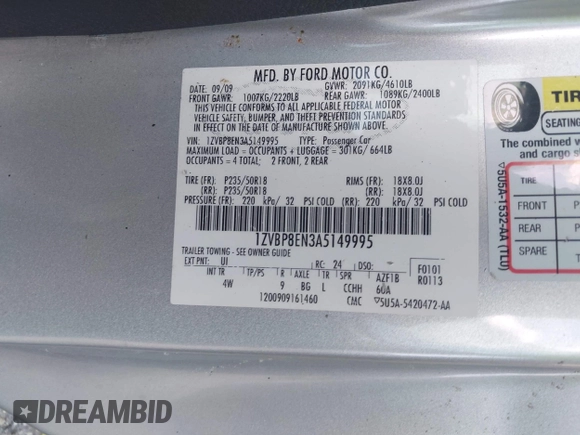 MFD. BY FORD MOTOR CO.
DATE: 09/09 GVWR: 2091KG/4610LB
FRONT GAWR: 1007KG/2220LB REAR GAWR: 1089KG/2400LB
THIS VEHICLE CONFORMS TO ALL APPLICABLE FEDERAL MOTOR
VEHICLE SAFETY, BUMPER, AND THEFT PREVENTION STANDARDS
IN EFFECT ON THE DATE OF MANUFACTURE SHOWN ABOVE.
VIN: 1ZVBP8EN3A5149995 TYPE: Passenger Car
MAXIMUM LOAD = OCCUPANTS + LUGGAGE = 301KG/ 664LB
OCCUPANTS = 4 TOTAL; 2 FRONT, 2 REAR
TIRE (FR): P235/50R18 RIMS (FR): 18X8.0J
(RR): P235/50R18 (RR): 18X8.0J
PRESSURE (FR): 220 kPa/ 32 PSI COLD (RR): 220 kPa/ 32 PSI COLD
1ZVBP8EN3A5149995
TRAILER TOWING - SEE OWNER GUIDE
EXT PNT: UI RC: 24 F0101
INT TR TP/PS R AXLE TR SPR AZF1B R0113
4W 9 BG L CCHH 60A
1200909161460 CMC ▽5U5A-5420472-AA
TIR
SEATING
The combined w
and cargo s
TIRE
FRONT P
REAR P
SPARE T
▽5U5A-1532-AA (TL0)
DREAMBID